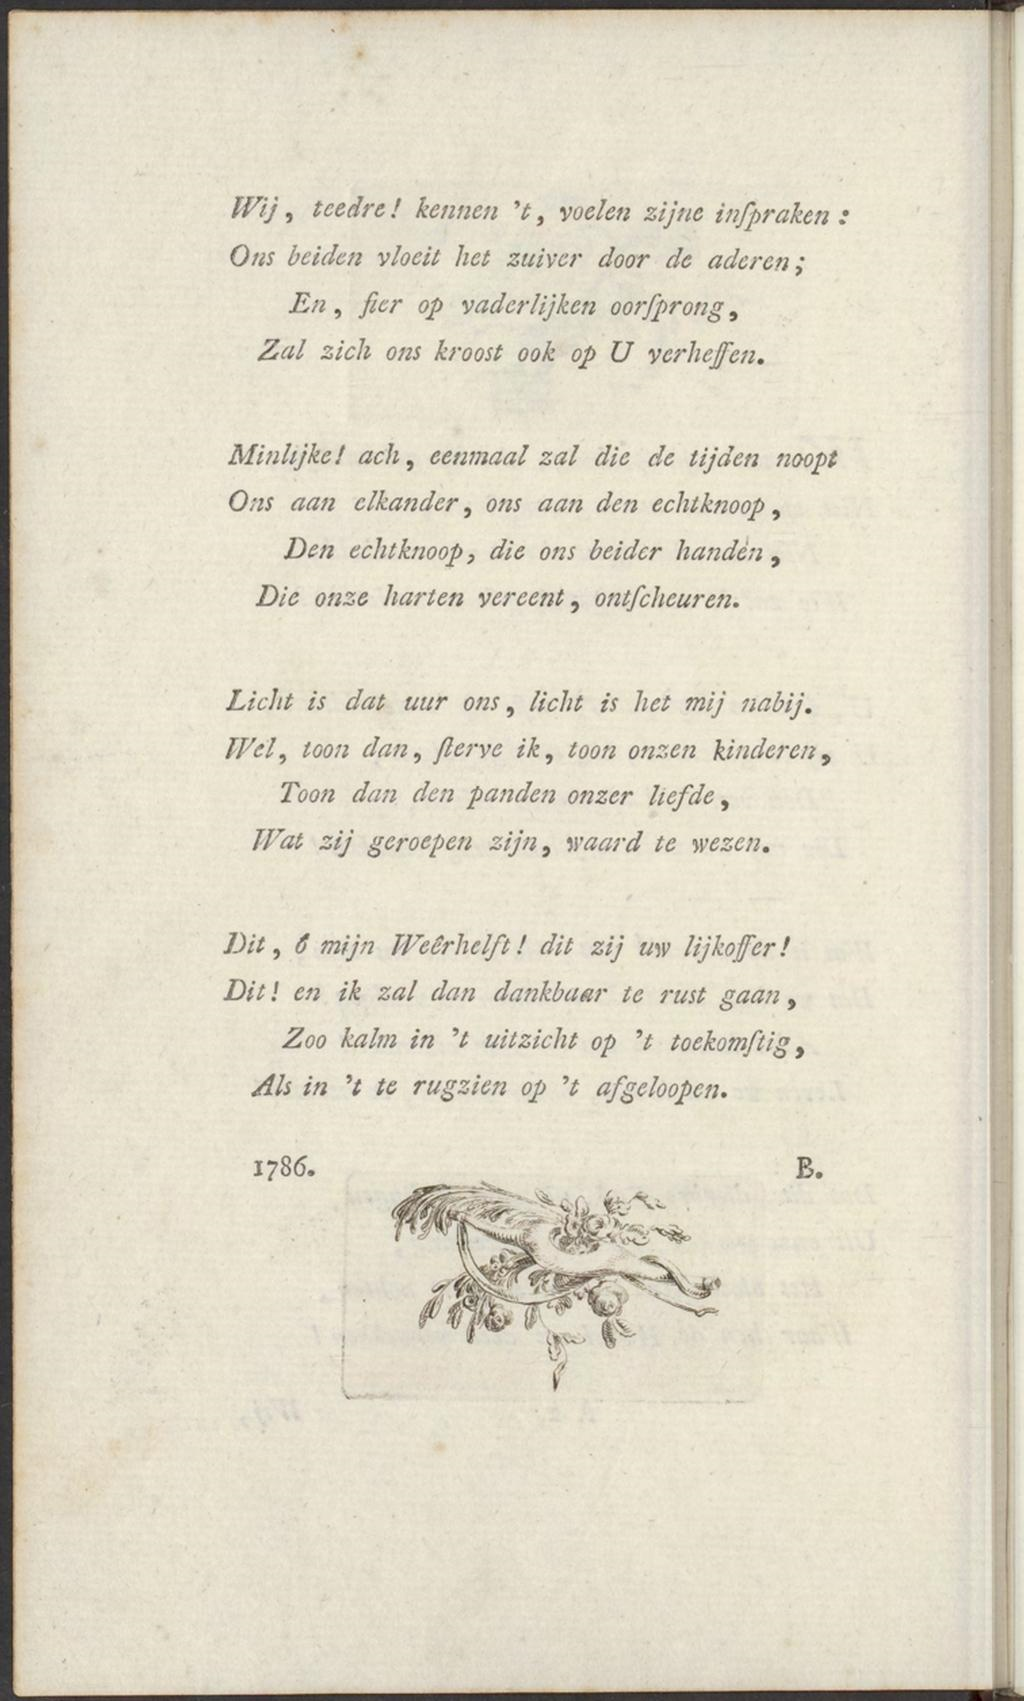 Wij, teedre! kennen 't, voelen zijne inſpraken:
Ons beiden vloeit het zuiver door de aderen;
En, fier op vaderlijken oorſprong,
Zal zich ons kroost ook op U verheffen.
Minlijke! ach, eenmaal zal die de tijden noopt
Ons aan elkander, ons aan den echtknoop,
Den echtknoop, die ons beider handen,
Die onze harten vereent, ontſcheuren.
Licht is dat uur ons, licht is het mij nabij.
Wel, toon dan, ſterve ik, toon onzen kinderen,
Toon dan den panden onzer liefde,
Wat zij geroepen zijn, waard te wezen.
Dit, ô mijn Weêrhelft! dit zij uw lijkoffer!
Dit! en ik zal dan dankbaar te rust gaan,
Zoo kalm in 't uitzicht op 't toekomſtig,
Als in 't te rugzien op 't afgeloopen.
1786. B.